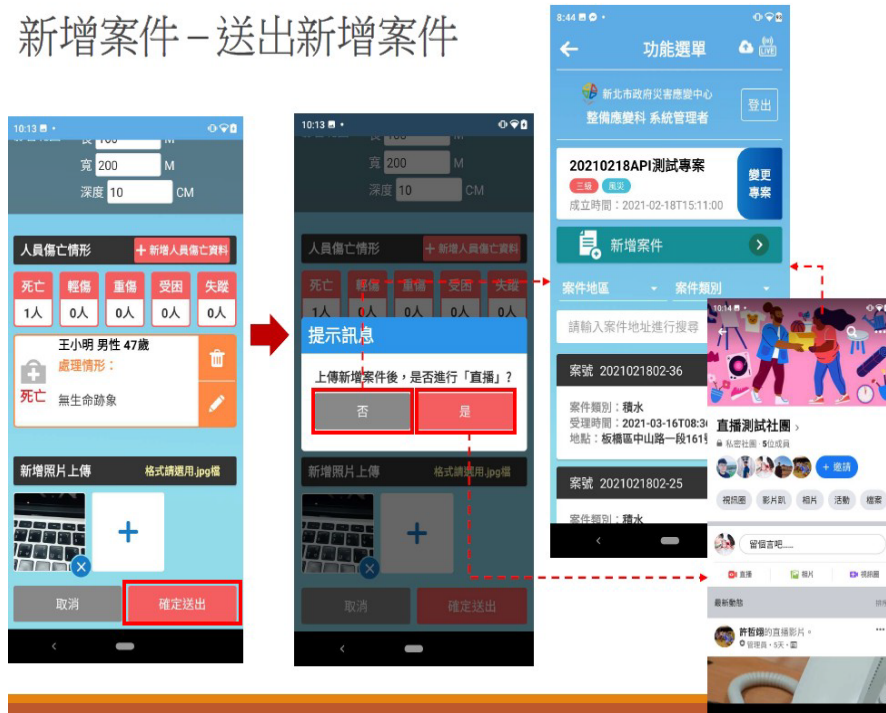 新增案件 – 送出新增案件
10:13
寬 200 M
深度 10 CM
人員傷亡情形 + 新增人員傷亡資料
死亡 輕傷 重傷 受困 失蹤
1人 0人 0人 0人 0人
王小明 男性 47歲
處理情形：
死亡 無生命跡象
新增照片上傳 格式請選用.jpg檔
取消 確定送出
10:13
寬 200 M
深度 10 CM
人員傷亡情形 + 新增人員傷亡資料
死亡 輕傷 重傷 受困 失蹤
1人 0人 0人 0人 0人
提示訊息
上傳新增案件後，是否進行「直播」?
否 是
新增照片上傳 格式請選用.jpg檔
取消 確定送出
8:44
功能選單 LIVE
新北市政府災害應變中心
整備應變科 系統管理者
登出
20210218API測試專案
三級 風災
成立時間：2021-02-18T15:11:00
變更
專案
新增案件
案件地區 案件類別
請輸入案件地址進行搜尋
案號 2021021802-36
案件類別：積水
受理時間：2021-03-16T08:3
地點：板橋區中山路一段161
案號 2021021802-25
案件類別：積水
10:14
直播測試社團
私密社團 · 5位成員
+ 邀請
視訊圈 影片趴 相片 活動 檔案
留個言吧......
直播 相片 視訊圈
最新動態
許哲翊的直播影片。
管理員 · 5天